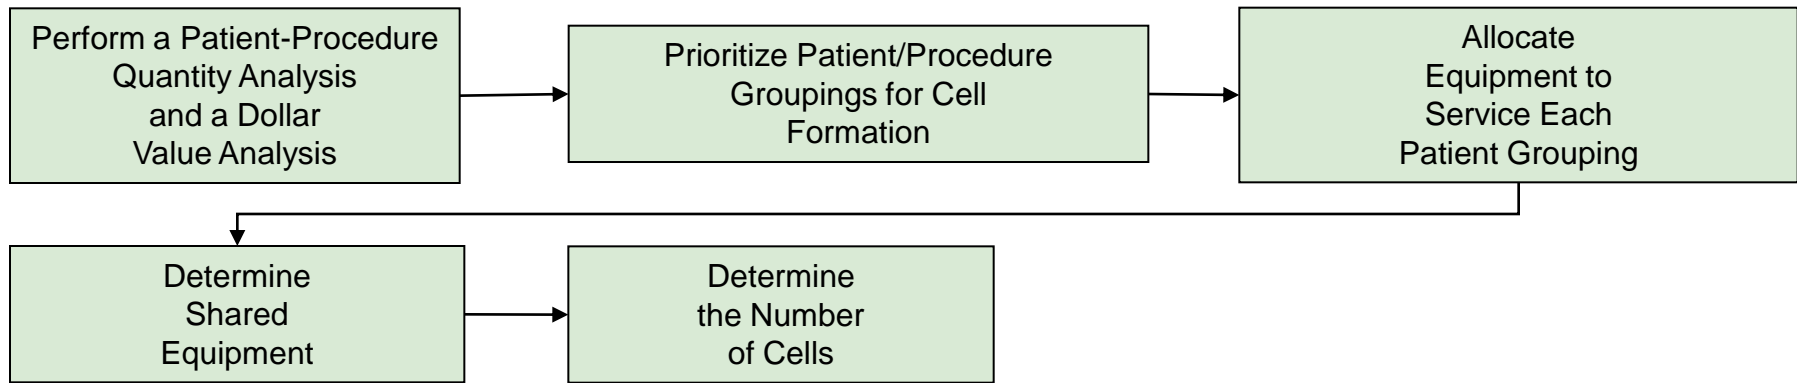 Perform a Patient-Procedure
Quantity Analysis
and a Dollar
Value Analysis
Prioritize Patient/Procedure
Groupings for Cell
Formation
Allocate
Equipment to
Service Each
Patient Grouping
Determine
Shared
Equipment
Determine
the Number
of Cells